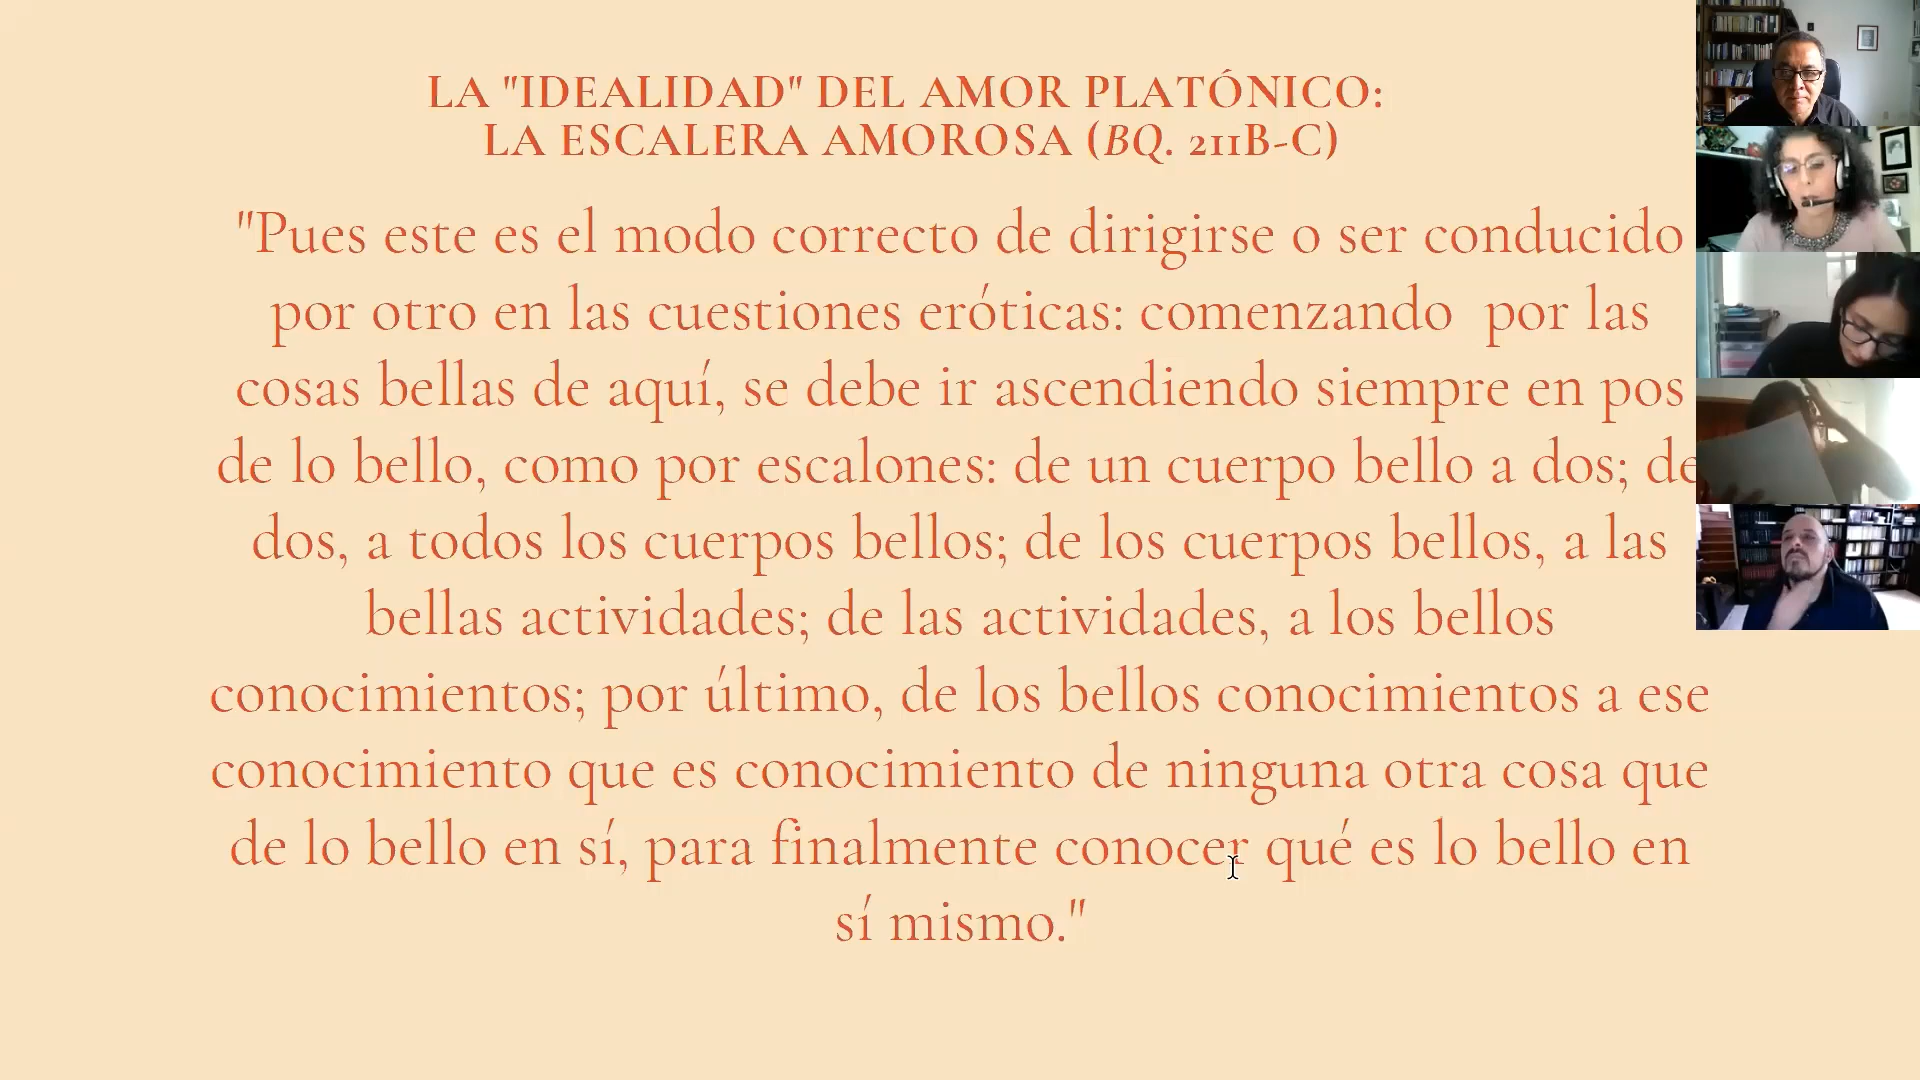 LA "IDEALIDAD" DEL AMOR PLATÓNICO:
LA ESCALERA AMOROSA (BQ. 211B-C)
"Pues este es el modo correcto de dirigirse o ser conducido
por otro en las cuestiones eróticas: comenzando por las
cosas bellas de aquí, se debe ir ascendiendo siempre en pos
de lo bello, como por escalones: de un cuerpo bello a dos; de
dos, a todos los cuerpos bellos; de los cuerpos bellos, a las
bellas actividades; de las actividades, a los bellos
conocimientos; por último, de los bellos conocimientos a ese
conocimiento que es conocimiento de ninguna otra cosa que
de lo bello en sí, para finalmente conocer qué es lo bello en
sí mismo."